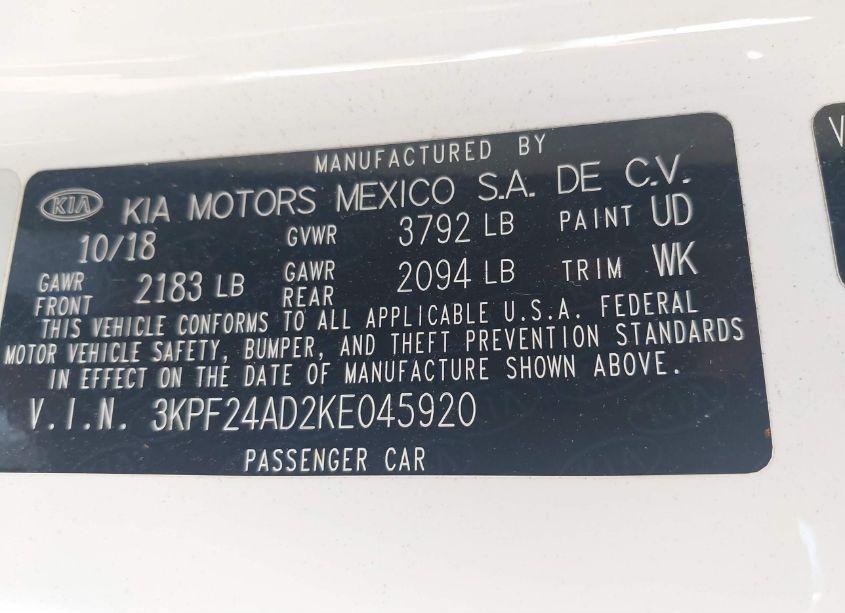 MANUFACTURED BY
KIA KIA MOTORS MEXICO S.A. DE C.V.
10/18 GVWR 3792 LB PAINT UD
GAWR FRONT 2183 LB GAWR REAR 2094 LB TRIM WK
THIS VEHICLE CONFORMS TO ALL APPLICABLE U.S.A. FEDERAL
MOTOR VEHICLE SAFETY, BUMPER, AND THEFT PREVENTION STANDARDS
IN EFFECT ON THE DATE OF MANUFACTURE SHOWN ABOVE.
V.I.N. 3KPF24AD2KE045920
PASSENGER CAR
V